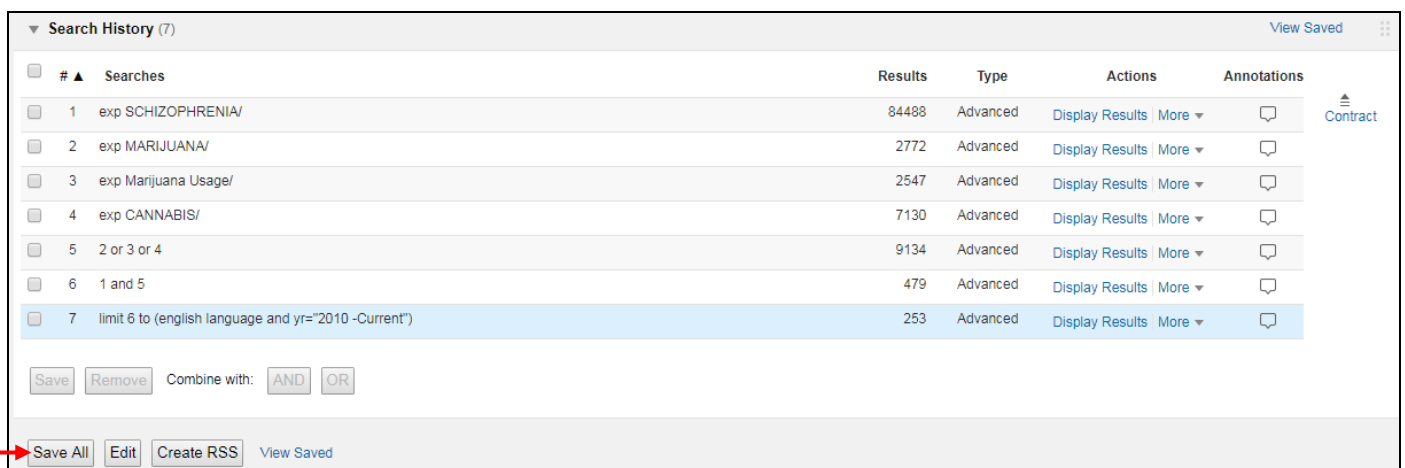 ▼ Search History (7) View Saved
# ▲ Searches Results Type Actions Annotations
1 exp SCHIZOPHRENIA/ 84488 Advanced Display Results More ▼
Contract
2 exp MARIJUANA/ 2772 Advanced Display Results More ▼
3 exp Marijuana Usage/ 2547 Advanced Display Results More ▼
4 exp CANNABIS/ 7130 Advanced Display Results More ▼
5 2 or 3 or 4 9134 Advanced Display Results More ▼
6 1 and 5 479 Advanced Display Results More ▼
7 limit 6 to (english language and yr="2010 -Current") 253 Advanced Display Results More ▼
Save Remove Combine with: AND OR
Save All Edit Create RSS View Saved